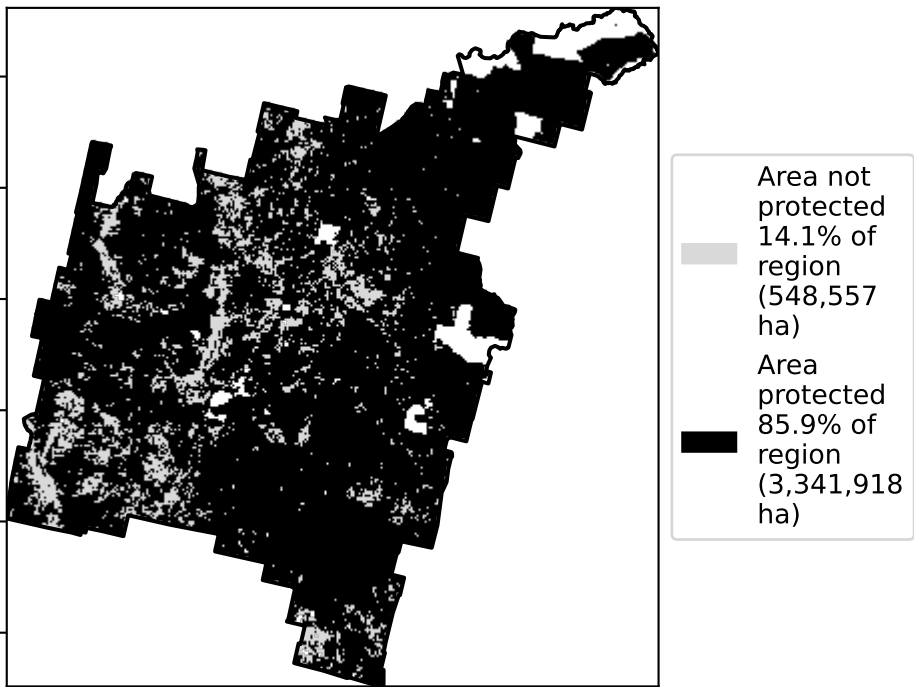 Area not
protected
14.1% of
region
(548,557
ha)
Area
protected
85.9% of
region
(3,341,918
ha)